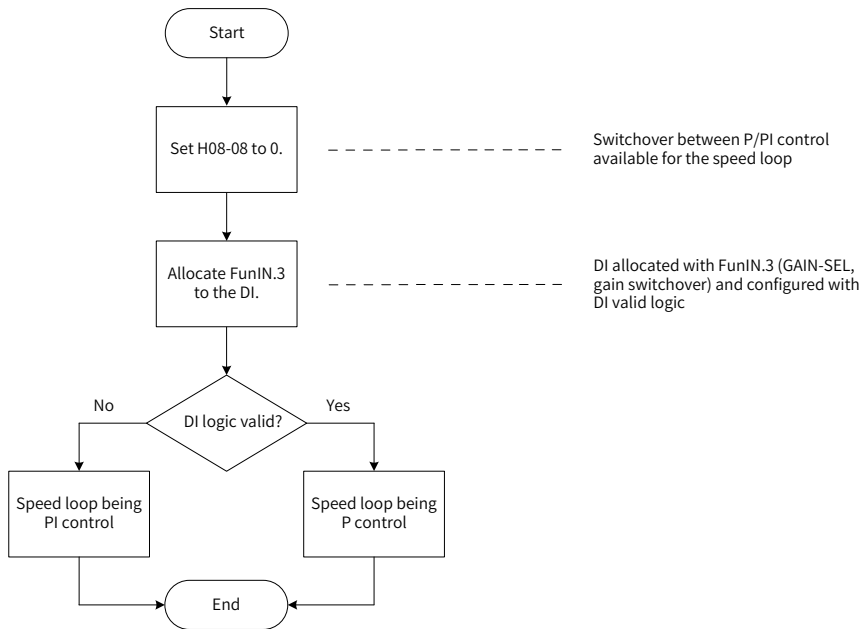 Start
Set H08-08 to 0.
Switchover between P/PI control
available for the speed loop
Allocate FunIN.3
to the DI.
DI allocated with FunIN.3 (GAIN-SEL,
gain switchover) and configured with
DI valid logic
DI logic valid?
No
Yes
Speed loop being
PI control
Speed loop being
P control
End